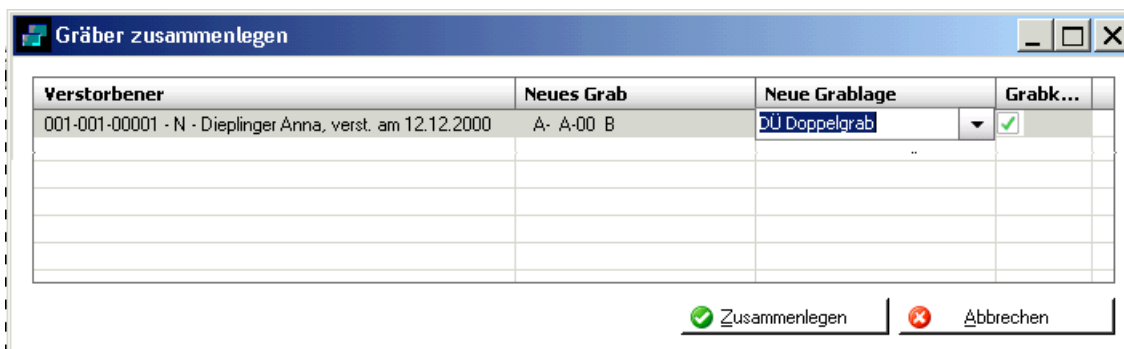 Gräber zusammenlegen
Verstorbener Neues Grab Neue Grablage Grabk...
001-001-00001 - N - Dieplinger Anna, verst. am 12.12.2000 A- A-00 B DÜ Doppelgrab
Zusammenlegen Abbrechen